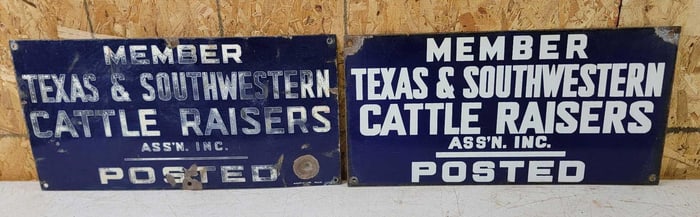 MEMBER
TEXAS & SOUTHWESTERN
CATTLE RAISERS
ASS'N. INC.
POSTED
MEMBER
TEXAS & SOUTHWESTERN
CATTLE RAISERS
ASS'N. INC.
POSTED